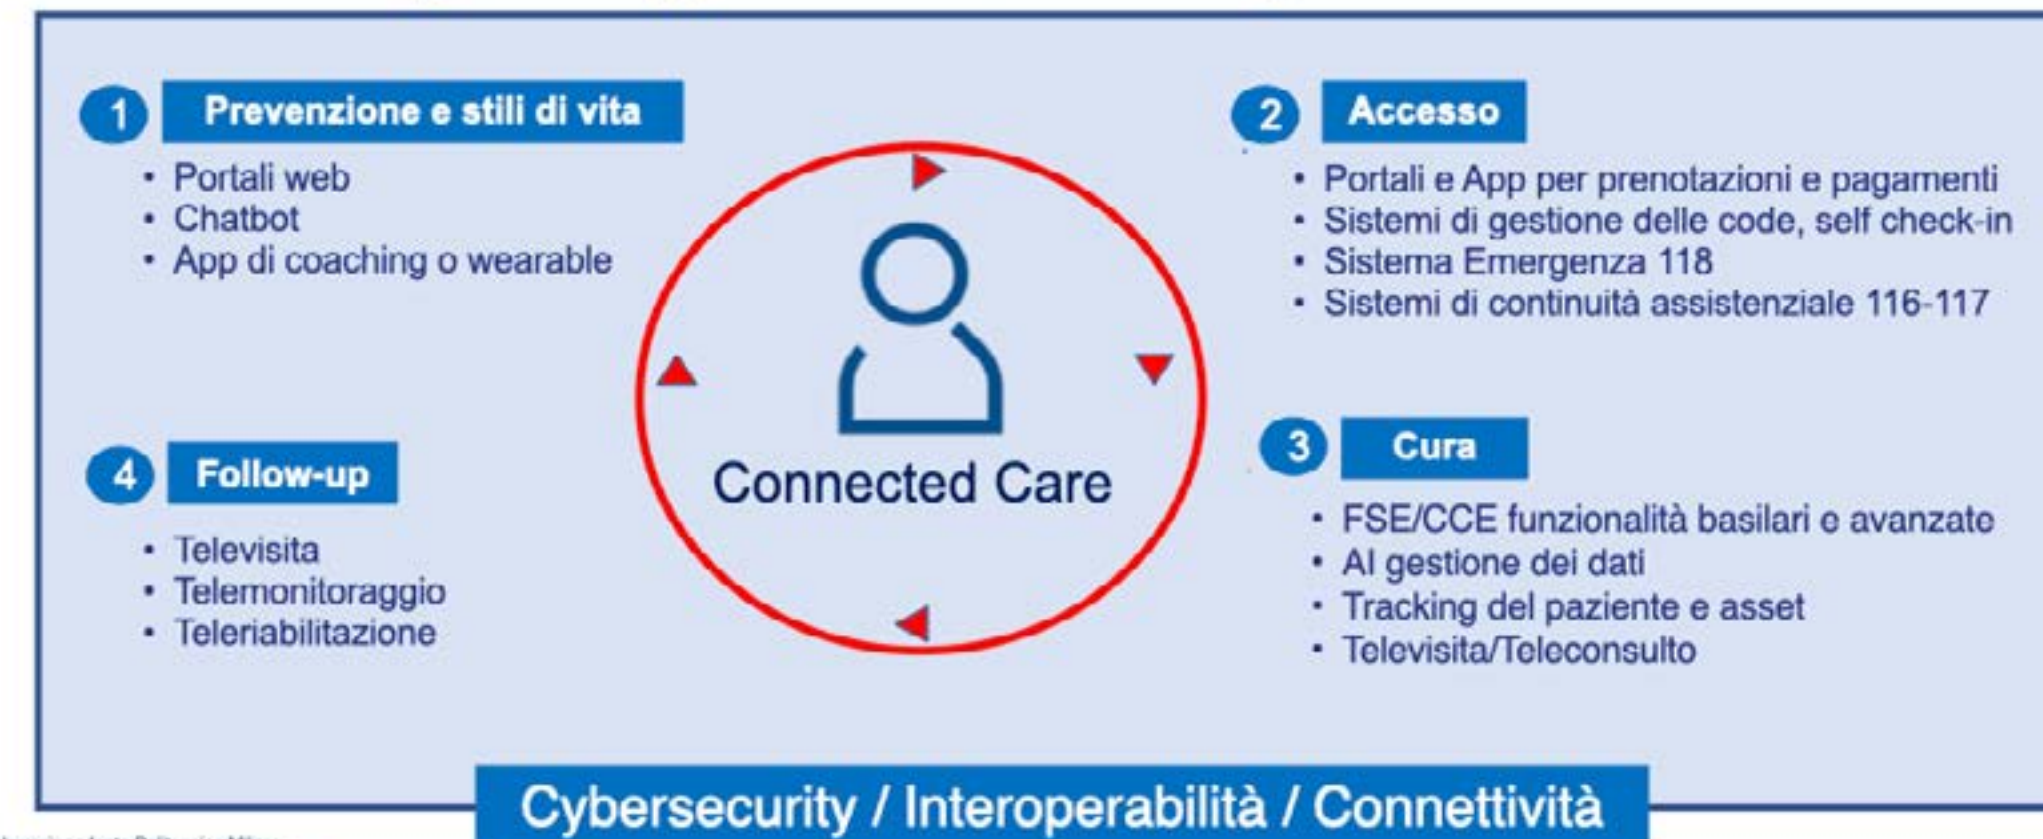 1 Prevenzione e stili di vita
• Portali web
• Chatbot
• App di coaching o wearable
2 Accesso
• Portali e App per prenotazioni e pagamenti
• Sistemi di gestione delle code, self check-in
• Sistema Emergenza 118
• Sistemi di continuità assistenziale 116-117
Connected Care
3 Cura
• FSE/CCE funzionalità basilari e avanzate
• AI gestione dei dati
• Tracking del paziente e asset
• Televisita/Teleconsulto
4 Follow-up
• Televisita
• Telemonitoraggio
• Teleriabilitazione
Cybersecurity / Interoperabilità / Connettività